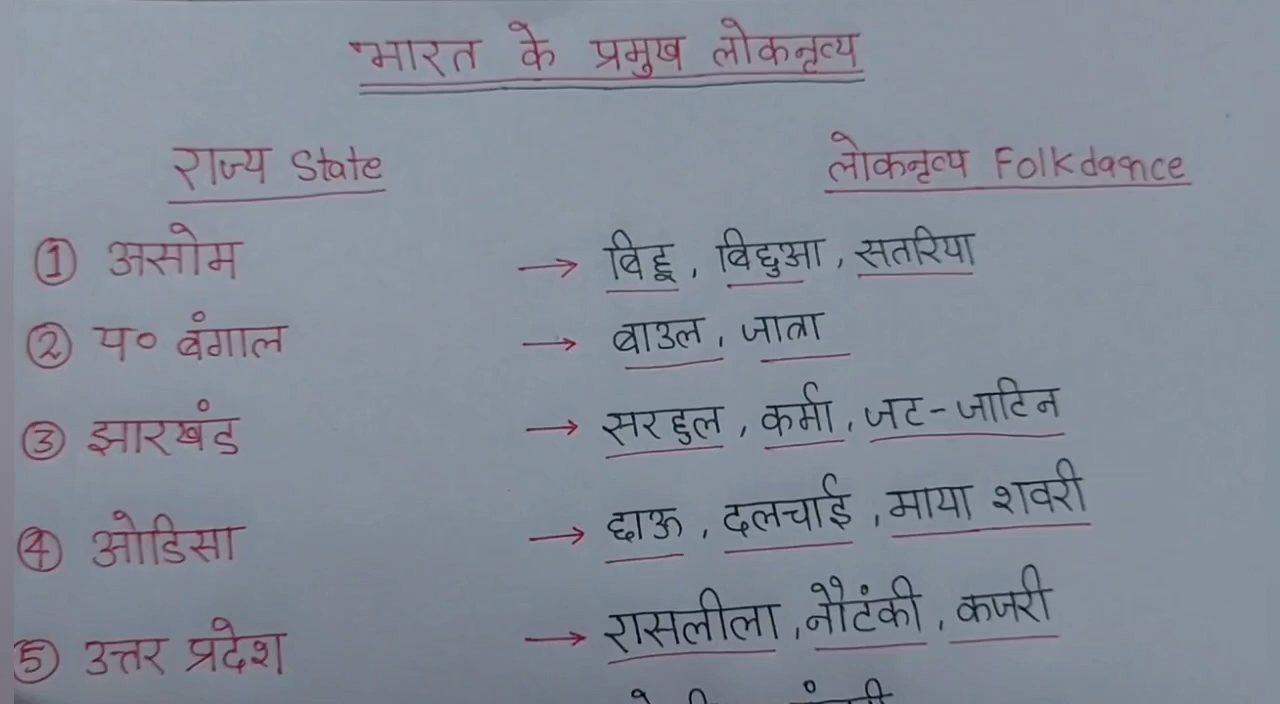 भारत के प्रमुख लोकनृत्य
राज्य State लोकनृत्य Folkdance
① असोम → बिहू, बिछुआ, सतरिया
② प० बंगाल → बाउल, जात्रा
③ झारखंड → सरहुल, कर्मा, जट-जाटिन
④ ओडिसा → छाऊ, दलचाई, माया शवरी
⑤ उत्तर प्रदेश → रासलीला, नौटंकी, कजरी